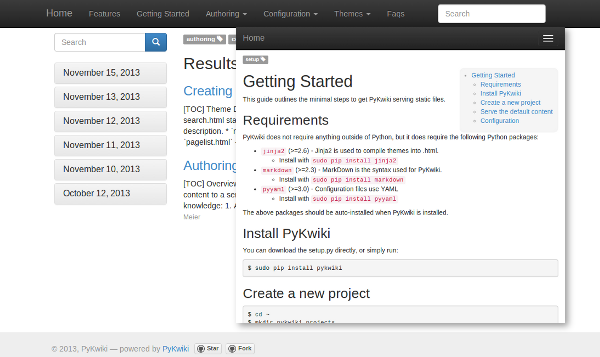 Home Features Getting Started Authoring Configuration Themes Faqs Search
Search
November 15, 2013
November 13, 2013
November 12, 2013
November 11, 2013
November 10, 2013
October 12, 2013
authoring
Results
Creating
[TOC] Theme
search,html sta
description. *
`pagelist.html`
Authoring
[TOC] Overview
content to a
knowledge: 1.
Meier
Home
setup
Getting Started
This guide outlines the minimal steps to get PyKwiki serving static files.
Getting Started
Requirements
Install PyKwiki
Create a new project
Serve the default content
Configuration
Requirements
PyKwiki does not require anything outside of Python, but it does require the following Python packages:
jinja2 (>=2.6) - Jinja2 is used to compile themes into .html.
Install with sudo pip install jinja2
markdown (>=2.3) - MarkDown is the syntax used for PyKwiki.
Install with sudo pip install markdown
pyyaml (>=3.0) - Configuration files use YAML
Install with sudo pip install pyyaml
The above packages should be auto-installed when PyKwiki is installed.
Install PyKwiki
You can download the setup.py directly, or simply run:
$ sudo pip install pykwiki
Create a new project
$ cd ~
$ mkdir pykwiki_projects
© 2013, PyKwiki — powered by PyKwiki Star Fork